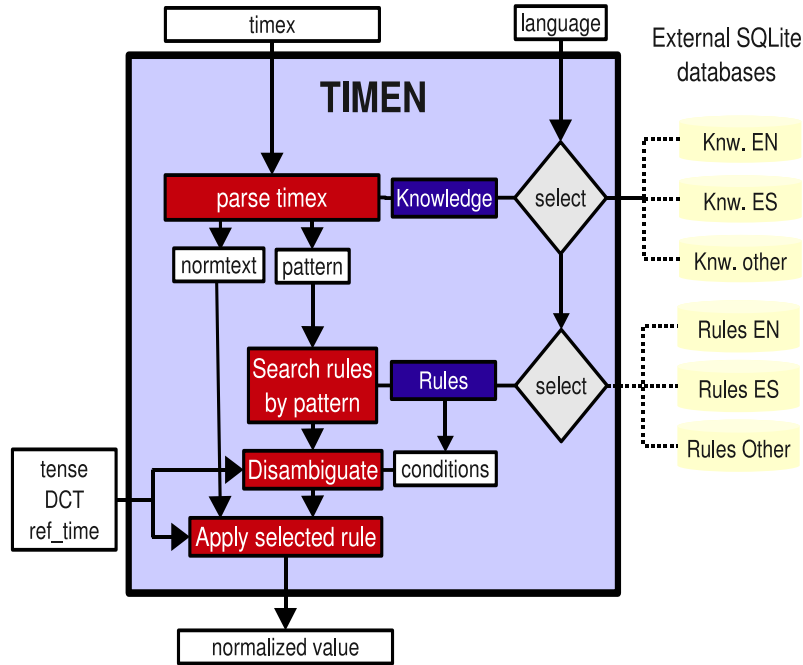 timex
language
External SQLite
databases
TIMEN
Knw. EN
parse timex
Knowledge
select
Knw. ES
normtext
pattern
Knw. other
Rules EN
Search rules
by pattern
Rules
select
Rules ES
Rules Other
tense
DCT
ref_time
Disambiguate
conditions
Apply selected rule
normalized value